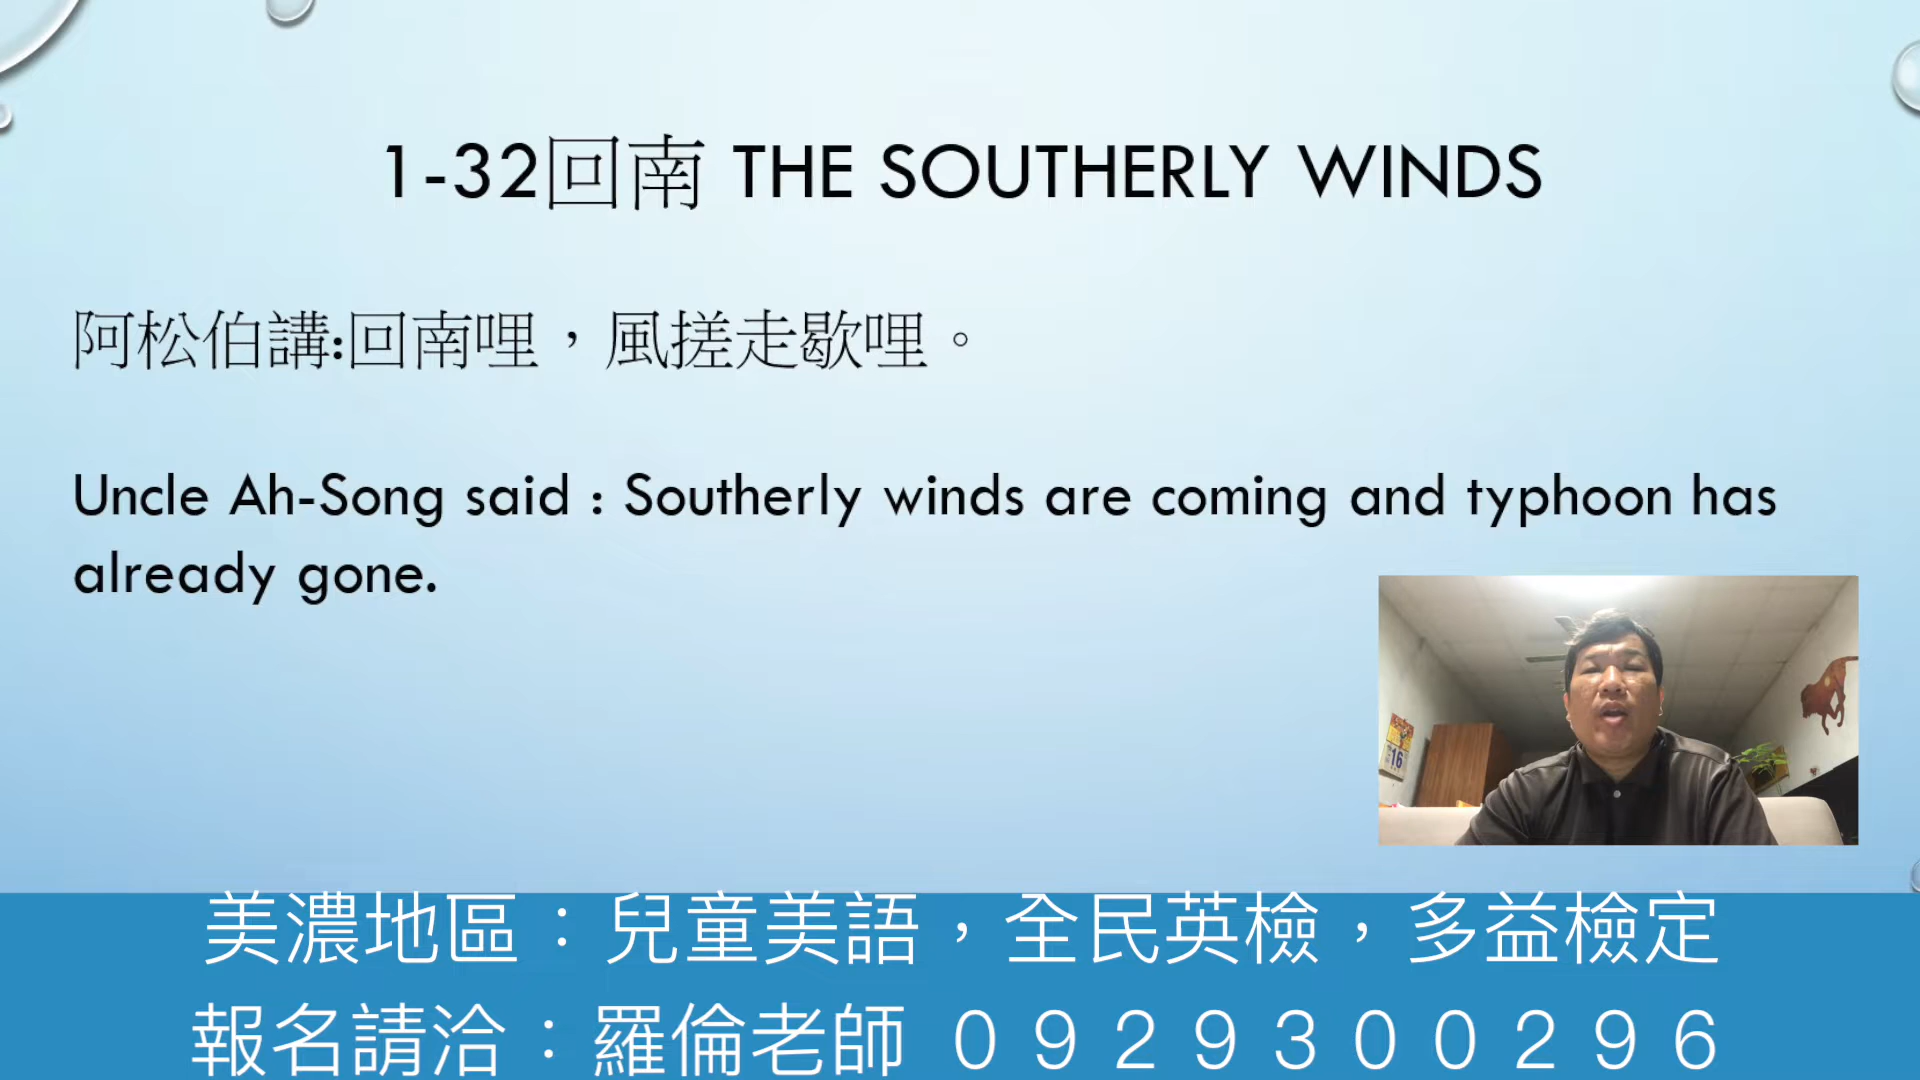 1-32回南 THE SOUTHERLY WINDS
阿松伯講:回南哩，風搓走歇哩。
Uncle Ah-Song said : Southerly winds are coming and typhoon has
already gone.
16
美濃地區：兒童美語，全民英檢，多益檢定
報名請洽：羅倫老師 0929300296